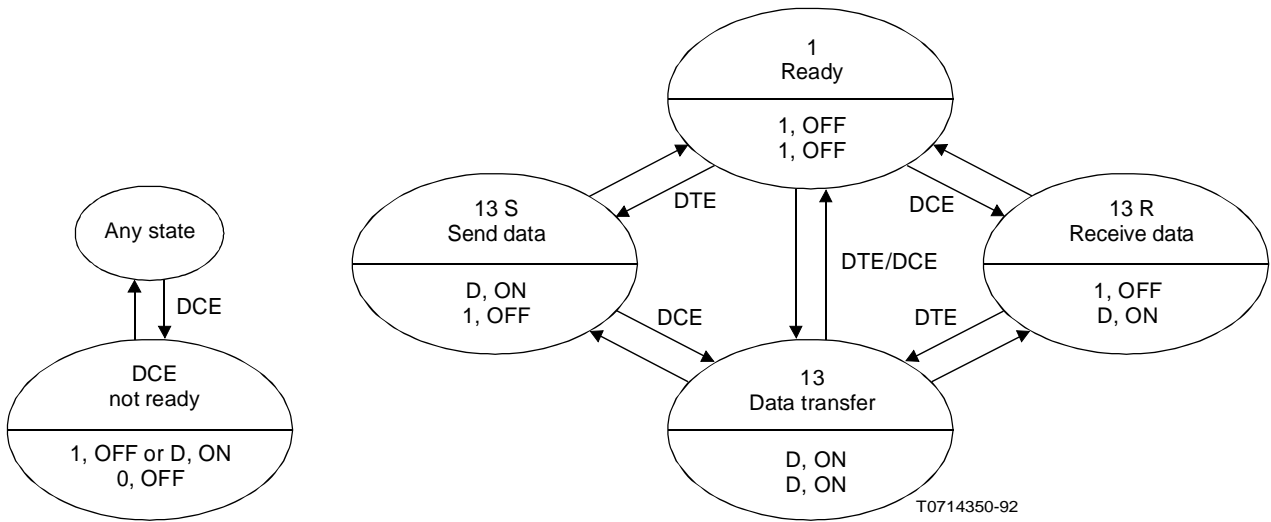 1
Ready
1, OFF
1, OFF
DTE
DCE
13 S
Send data
D, ON
1, OFF
13 R
Receive data
1, OFF
D, ON
Any state
DCE
DTE/DCE
DCE
DTE
DCE
not ready
1, OFF or D, ON
0, OFF
13
Data transfer
D, ON
D, ON
T0714350-92